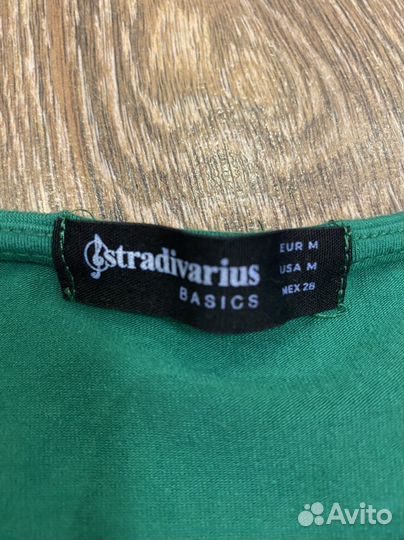 stradivarius
BASICS
EUR M
USA M
MEX 28
Avito